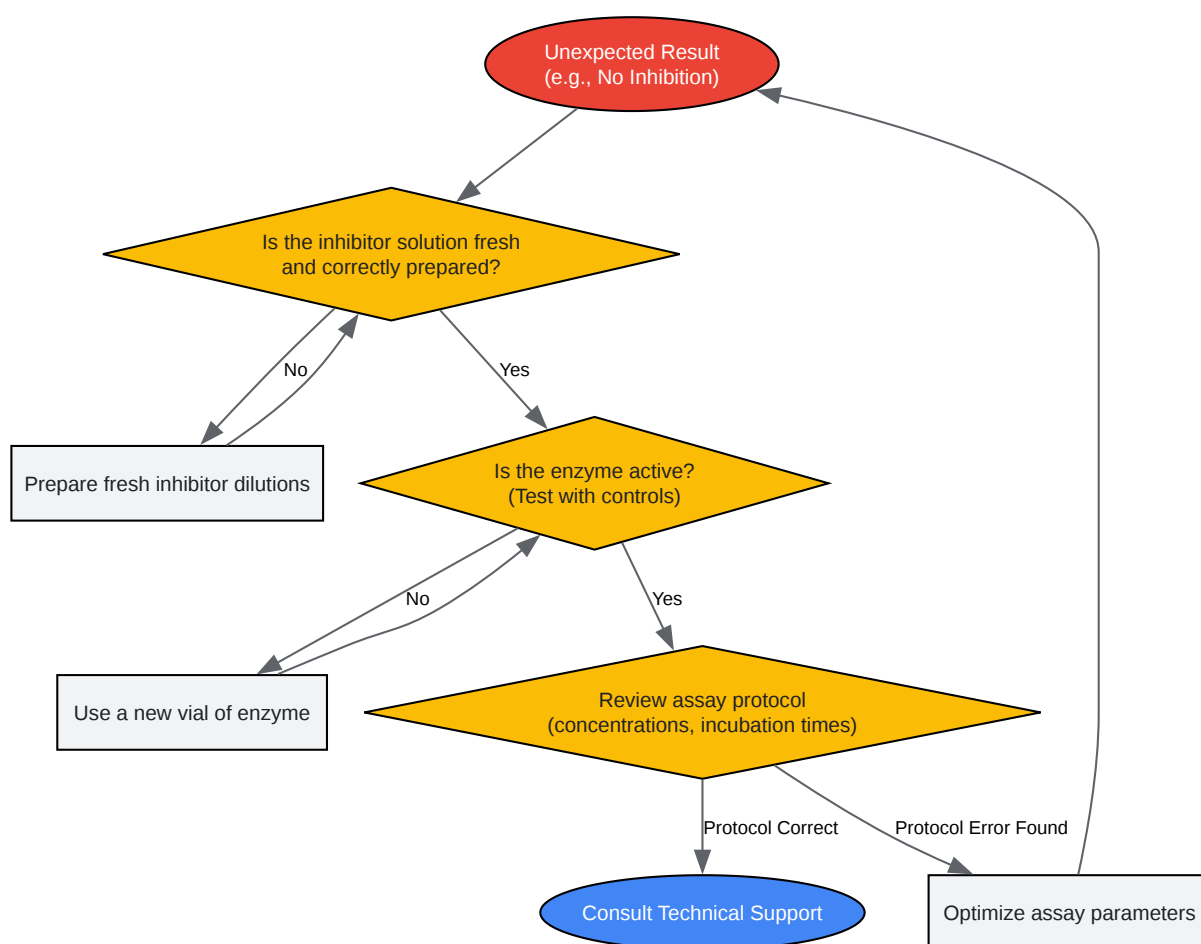 Unexpected Result
(e.g., No Inhibition)
Is the inhibitor solution fresh
and correctly prepared?
No
Yes
Prepare fresh inhibitor dilutions
Is the enzyme active?
(Test with controls)
No
Yes
Use a new vial of enzyme
Review assay protocol
(concentrations, incubation times)
Protocol Correct
Protocol Error Found
Consult Technical Support
Optimize assay parameters